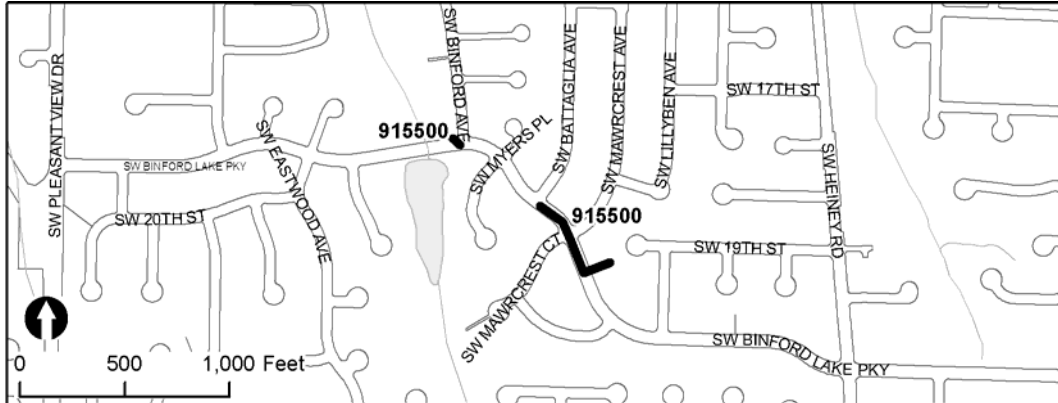 SW PLEASANT VIEW DR
SW BINFORD AVE
SW BATTAGLIA AVE
SW MAWRCREST AVE
SW LILLYBEN AVE
SW 17TH ST
915500
SW MYERS PL
SW EASTWOOD AVE
SW BINFORD LAKE PKY
SW HEINEY RD
SW 20TH ST
915500
SW 19TH ST
SW MAWRCREST CT
SW BINFORD LAKE PKY
0 500 1,000 Feet